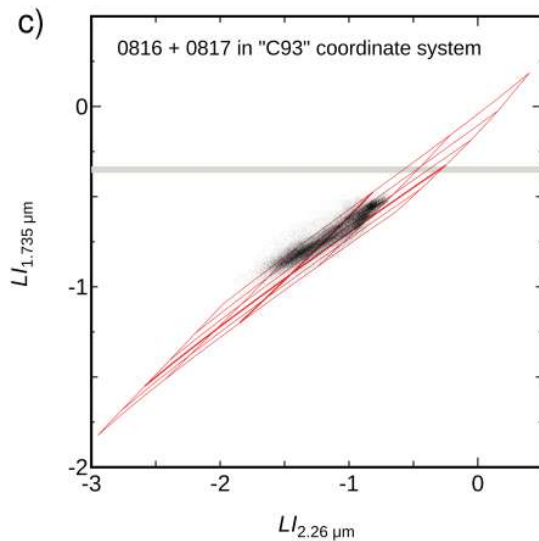 c)
0816 + 0817 in "C93" coordinate system
0
-1
-2
LI1.735 μm
-3
-2
-1
0
LI2.26 μm